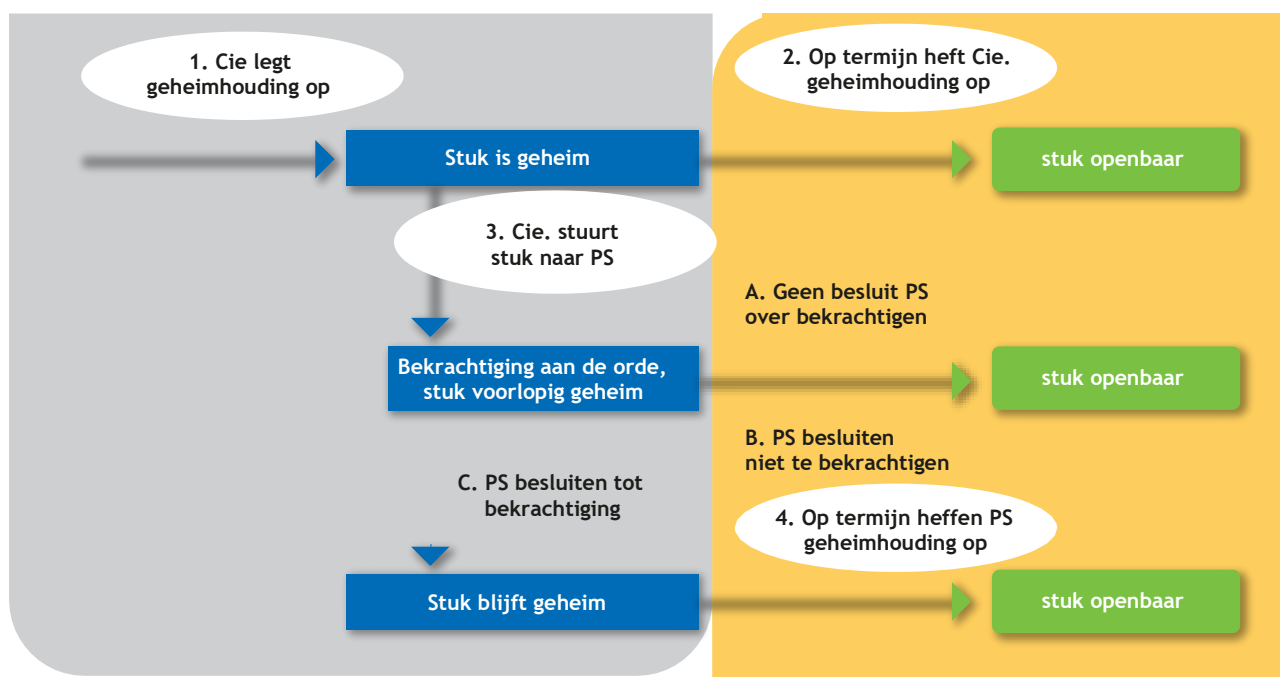 1. Cie legt
geheimhouding op
2. Op termijn heft Cie.
geheimhouding op
Stuk is geheim
stuk openbaar
3. Cie. stuurt
stuk naar PS
A. Geen besluit PS
over bekrachtigen
Bekrachtiging aan de orde,
stuk voorlopig geheim
stuk openbaar
B. PS besluiten
niet te bekrachtigen
C. PS besluiten tot
bekrachtiging
4. Op termijn heffen PS
geheimhouding op
Stuk blijft geheim
stuk openbaar